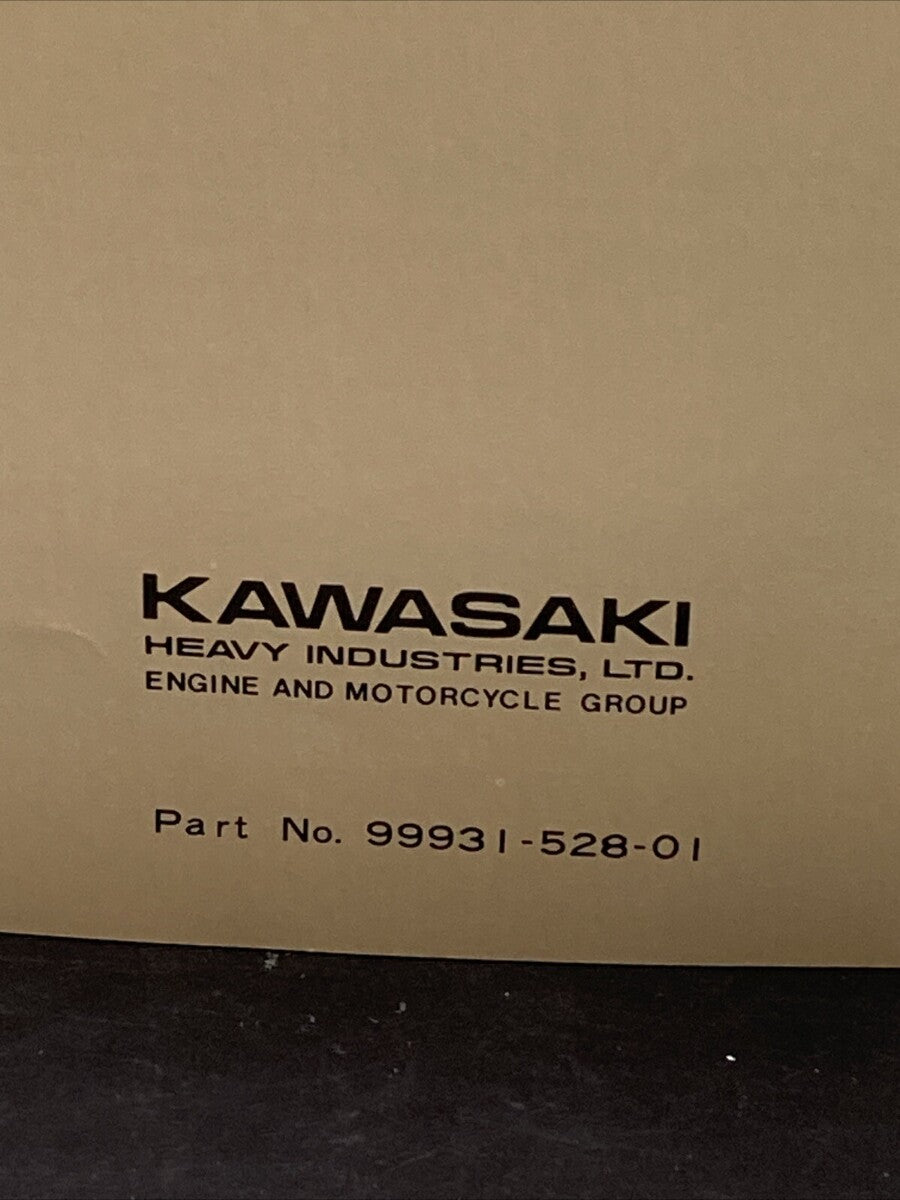 KAWASAKI
HEAVY INDUSTRIES, LTD.
ENGINE AND MOTORCYCLE GROUP
Part No. 99931-528-01